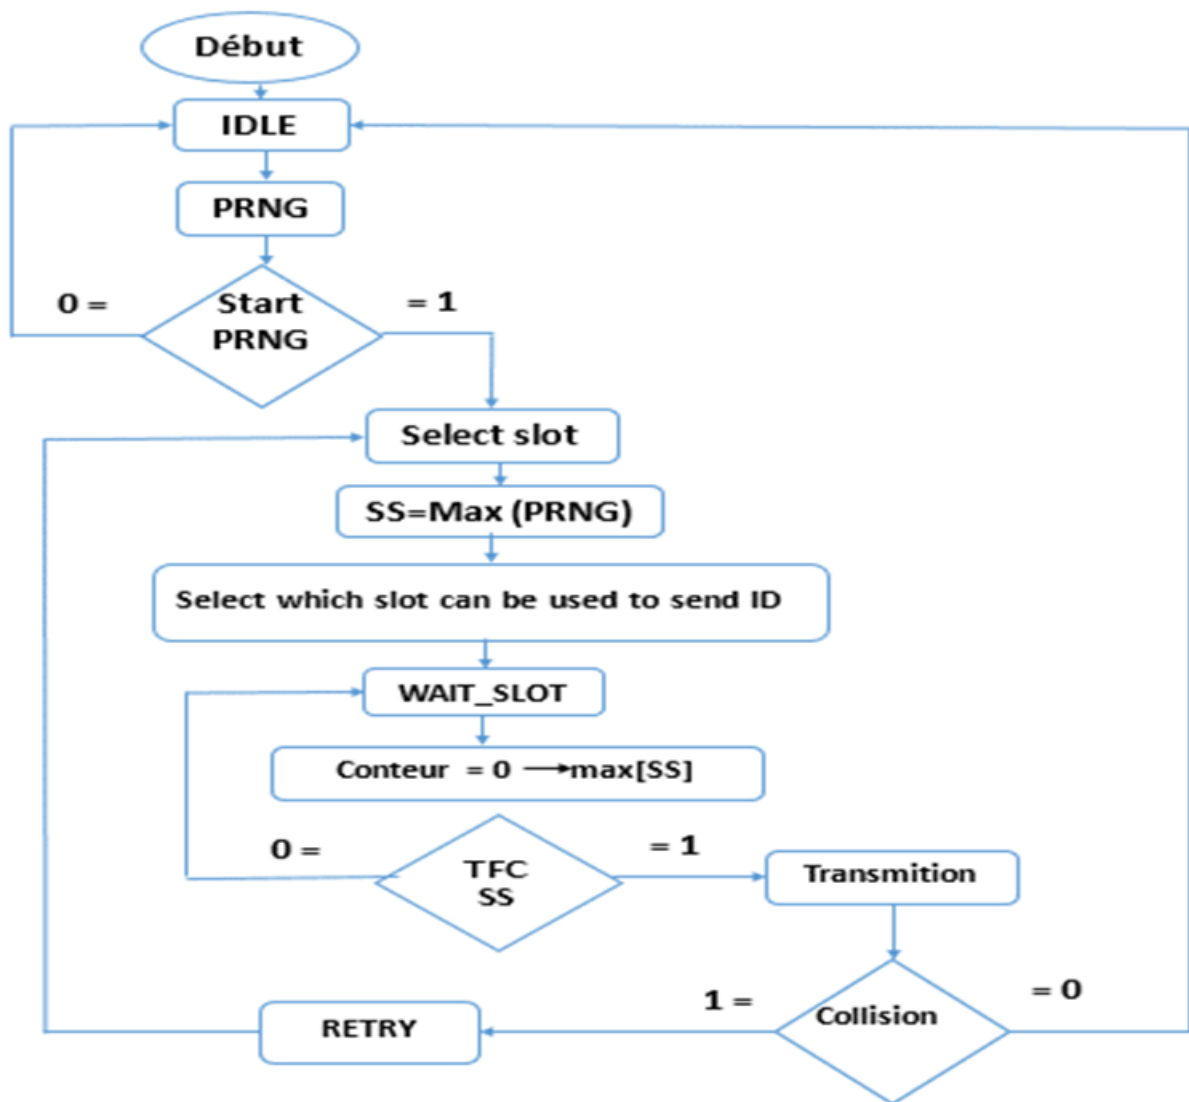 Début
IDLE
PRNG
0 =
Start
PRNG
= 1
Select slot
SS=Max (PRNG)
Select which slot can be used to send ID
WAIT_SLOT
Conteur = 0 →max[SS]
0 =
TFC
SS
= 1
Transmition
1 =
Collision
= 0
RETRY